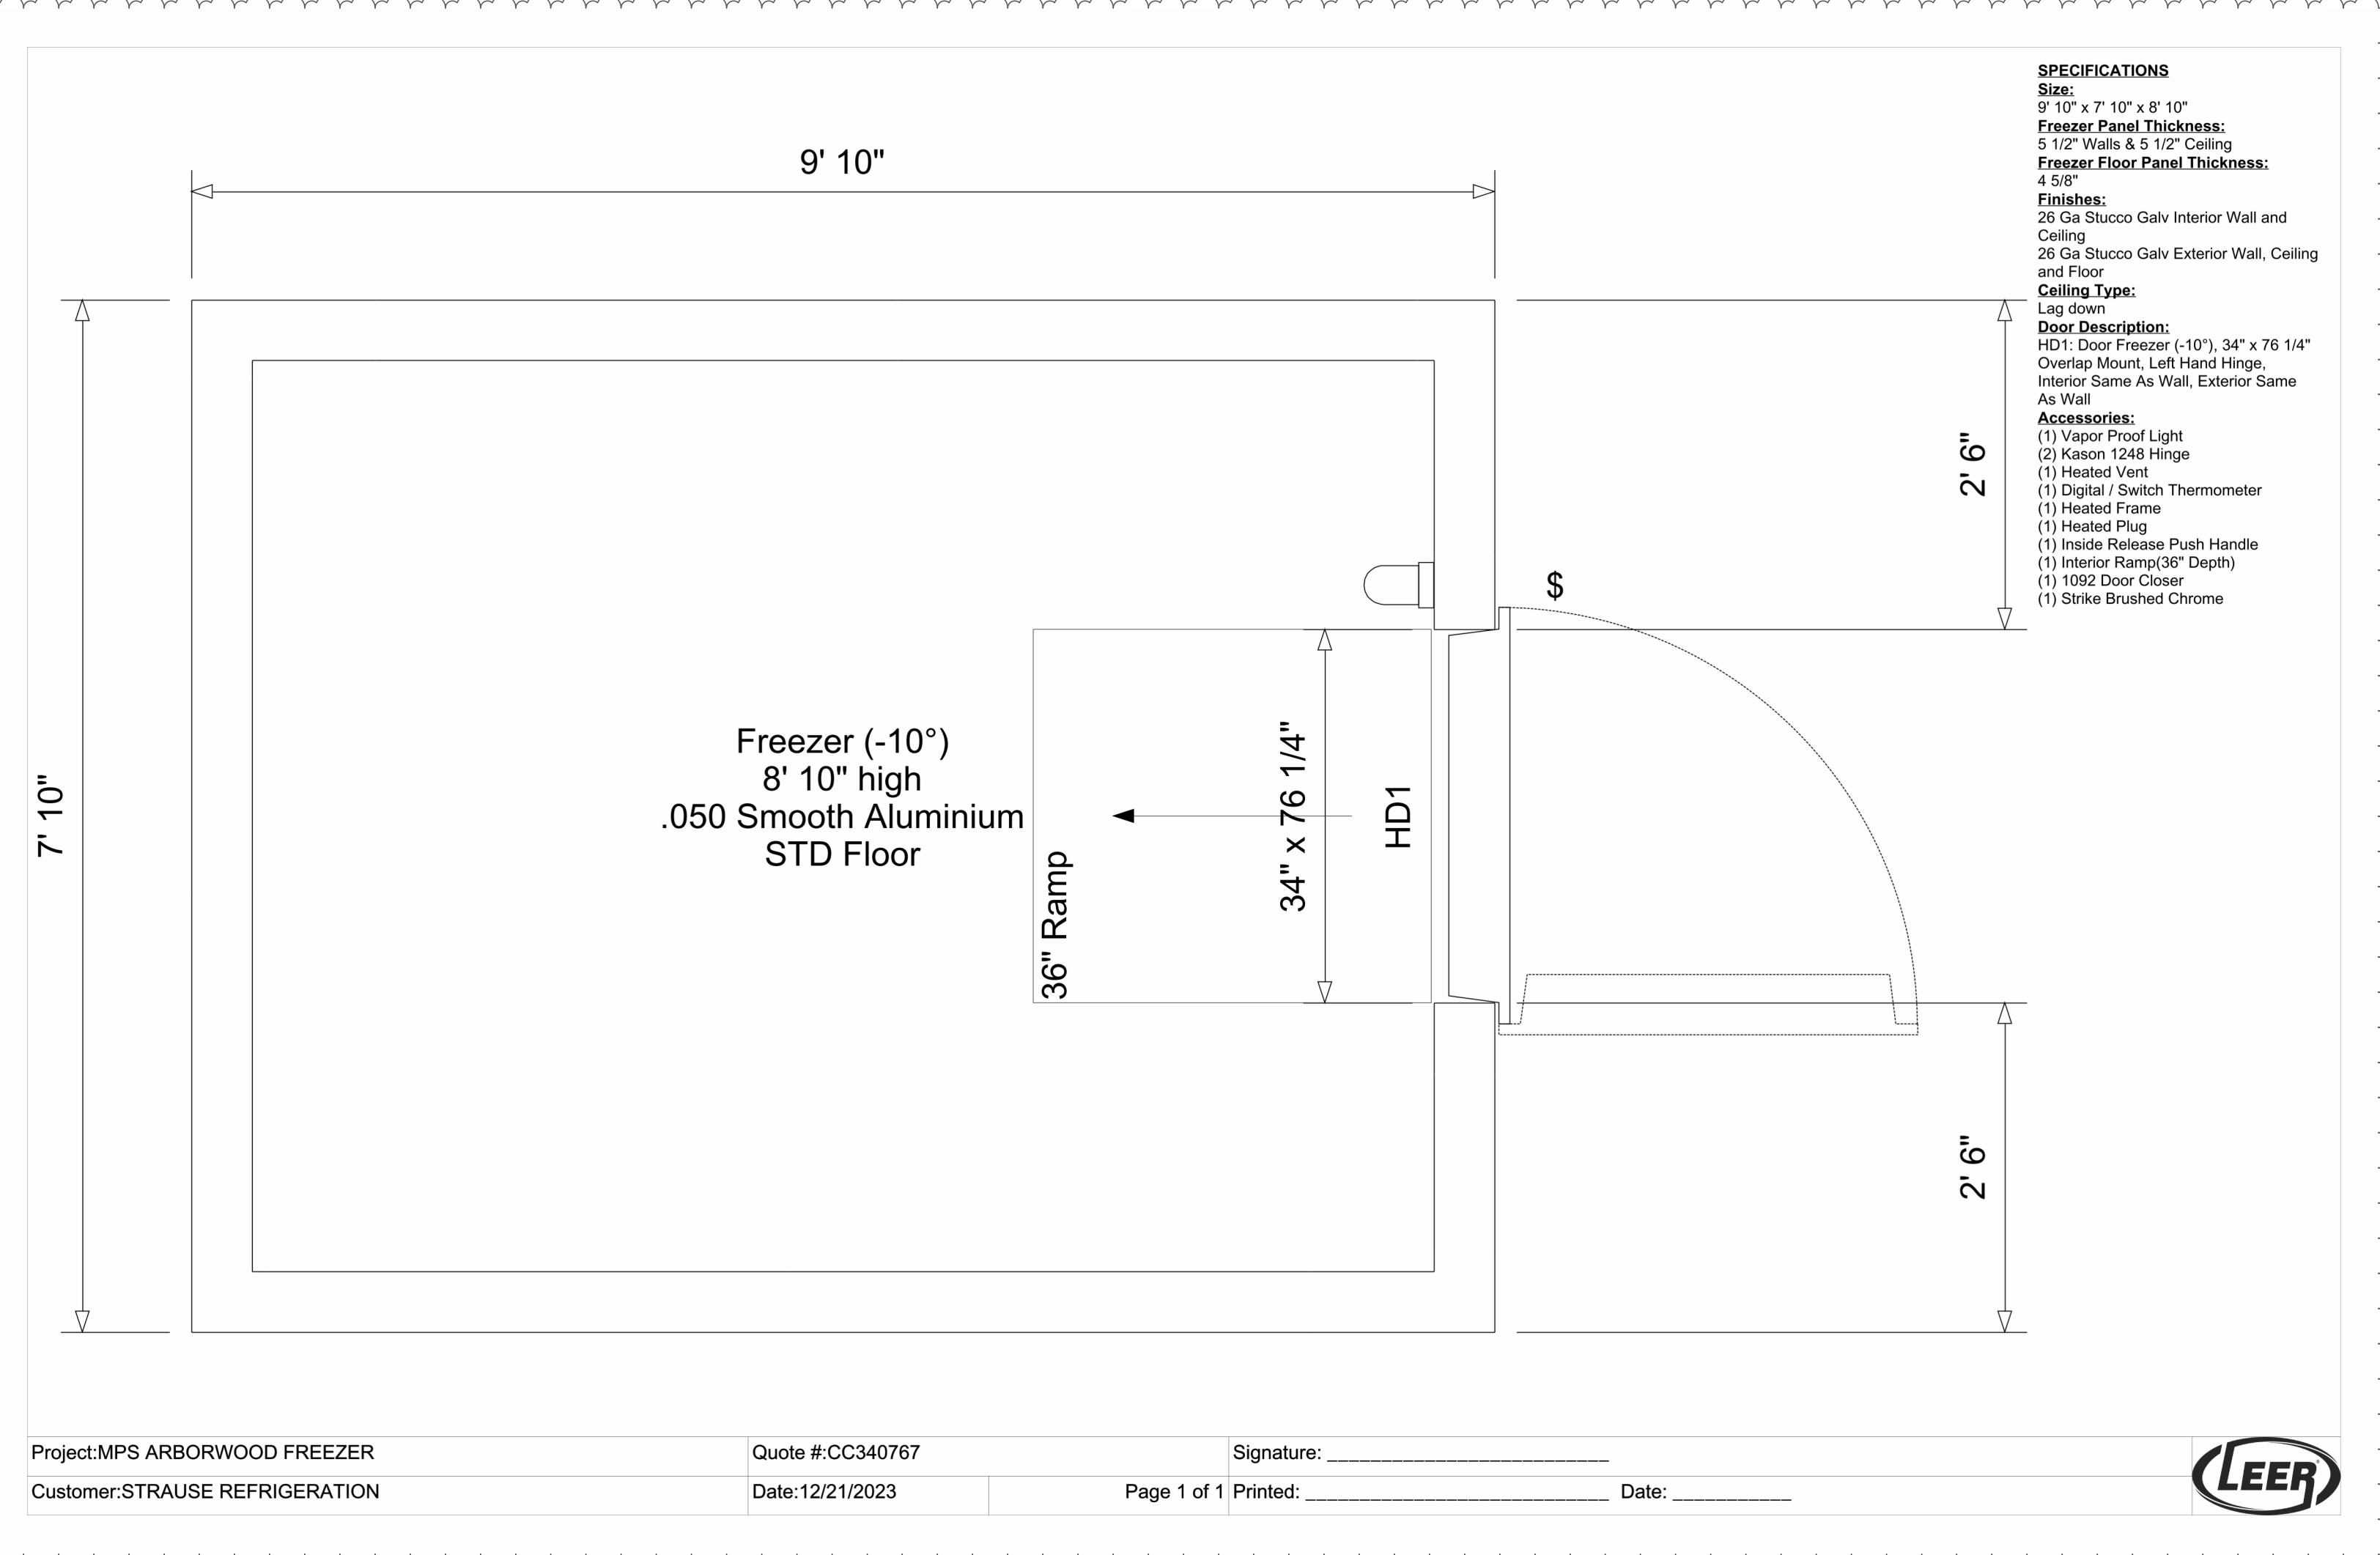 SPECIFICATIONS
Size:
9' 10" x 7' 10" x 8' 10"
Freezer Panel Thickness:
5 1/2" Walls & 5 1/2" Ceiling
Freezer Floor Panel Thickness:
4 5/8"
Finishes:
26 Ga Stucco Galv Interior Wall and
Ceiling
26 Ga Stucco Galv Exterior Wall, Ceiling
and Floor
Ceiling Type:
Lag down
Door Description:
HD1: Door Freezer (-10°), 34" x 76 1/4"
Overlap Mount, Left Hand Hinge,
Interior Same As Wall, Exterior Same
As Wall
Accessories:
(1) Vapor Proof Light
(2) Kason 1248 Hinge
(1) Heated Vent
(1) Digital / Switch Thermometer
(1) Heated Frame
(1) Heated Plug
(1) Inside Release Push Handle
(1) Interior Ramp(36" Depth)
(1) 1092 Door Closer
(1) Strike Brushed Chrome
9' 10"
7' 10"
2' 6"
$
Freezer (-10°)
8' 10" high
.050 Smooth Aluminium
STD Floor
36" Ramp
34" x 76 1/4"
HD1
2' 6"
Project:MPS ARBORWOOD FREEZER
Quote #:CC340767
Signature: __________________________
Customer:STRAUSE REFRIGERATION
Date:12/21/2023
Page 1 of 1
Printed: ____________________________ Date: ___________
LEER